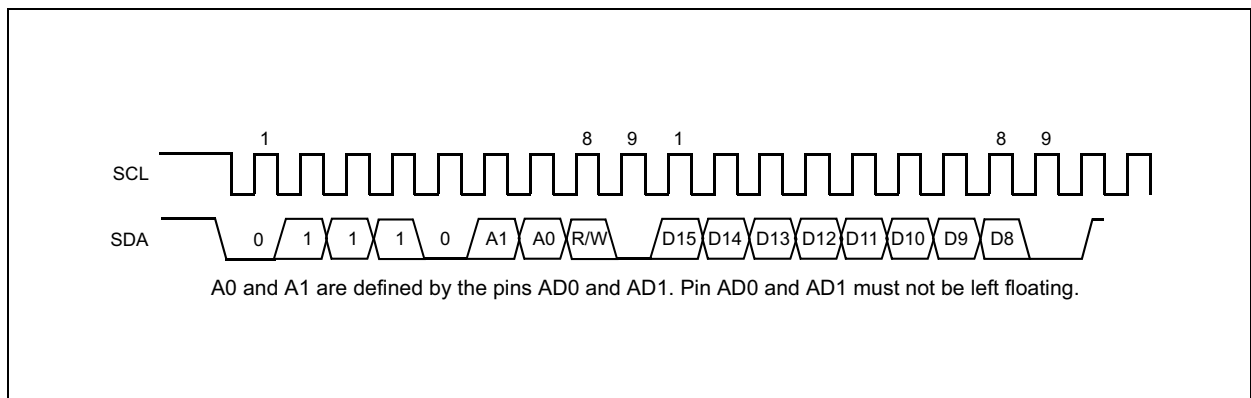 1 8 9 1 8 9
SCL
SDA 0 1 1 1 0 A1 A0 R/W D15 D14 D13 D12 D11 D10 D9 D8
A0 and A1 are defined by the pins AD0 and AD1. Pin AD0 and AD1 must not be left floating.